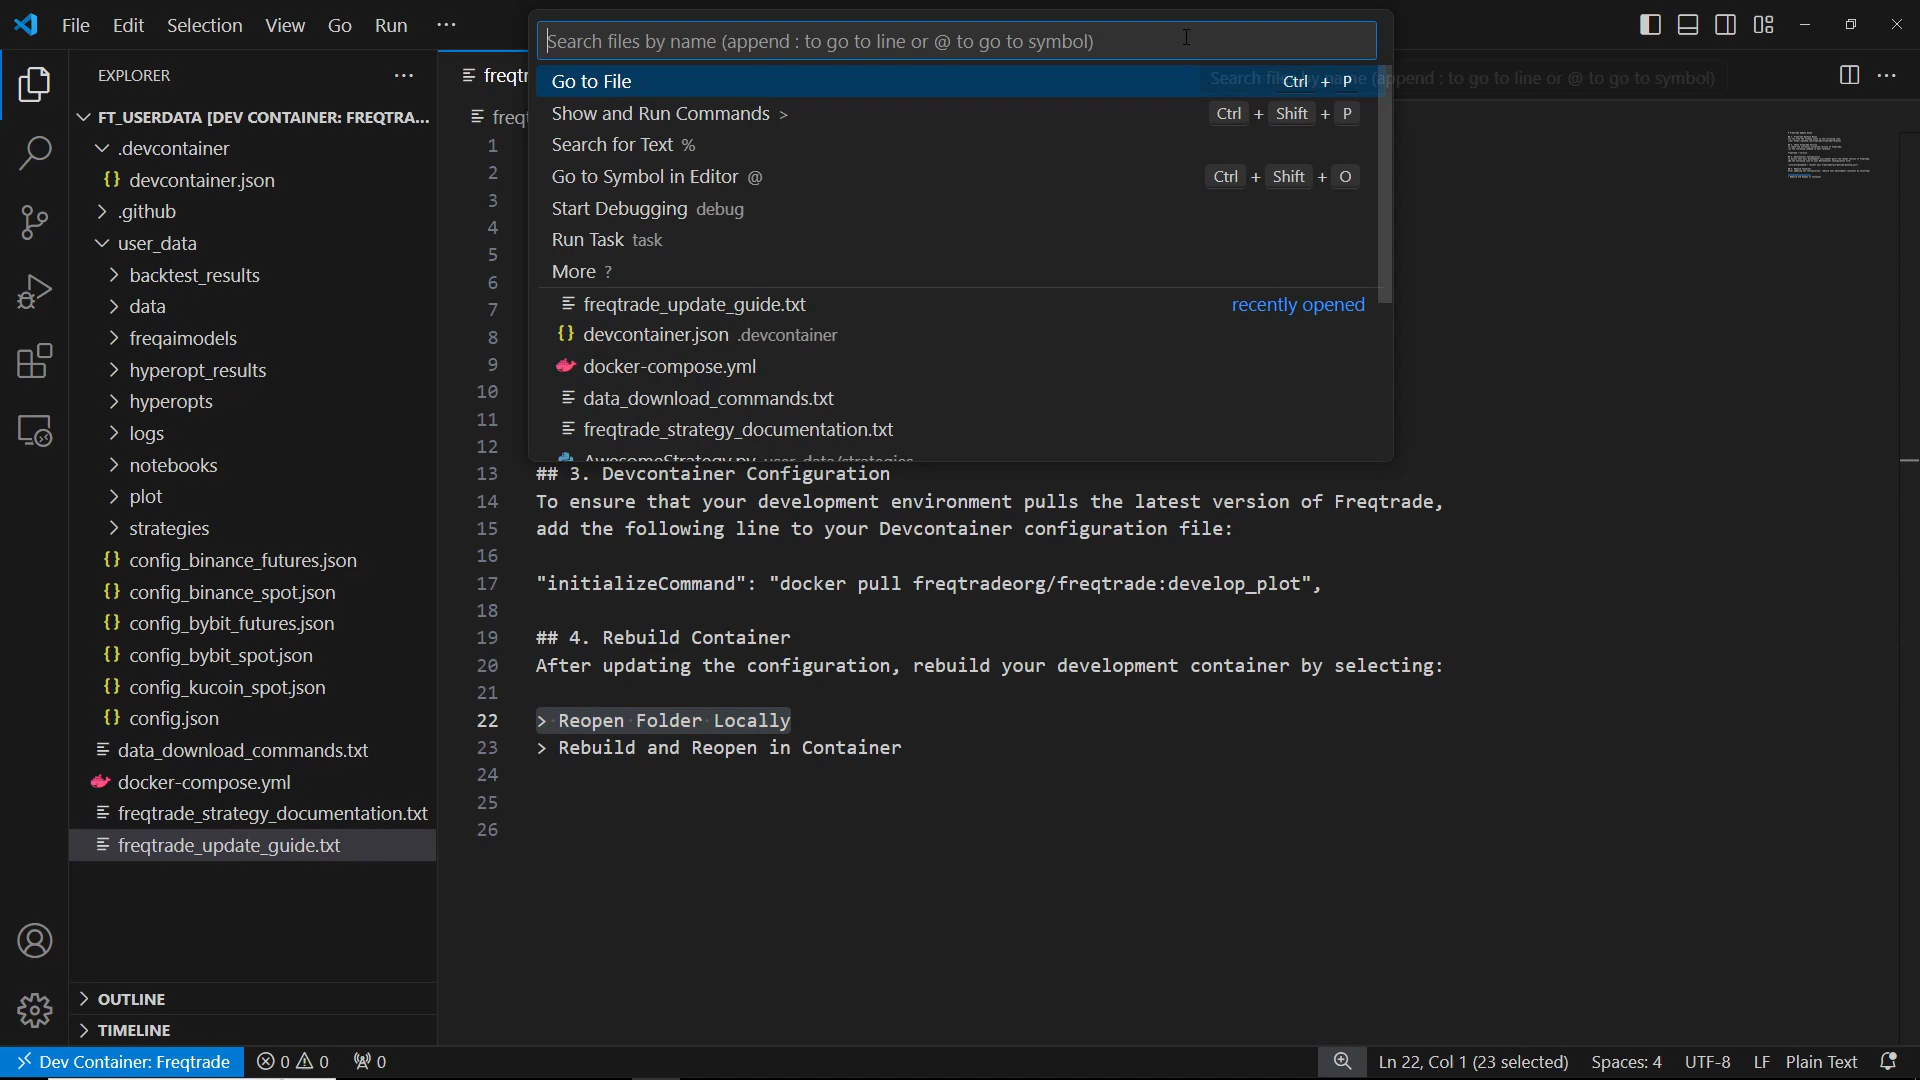 File Edit Selection View Go Run ···
Search files by name (append : to go to line or @ to go to symbol)
EXPLORER
freqtr
Go to File Ctrl + P
Search files by name (append : to go to line or @ to go to symbol)
FT_USERDATA [DEV CONTAINER: FREQTRA...
freqt
Show and Run Commands > Ctrl + Shift + P
Search for Text %
Go to Symbol in Editor @ Ctrl + Shift + O
Start Debugging debug
Run Task task
More ?
freqtrade_update_guide.txt recently opened
devcontainer.json .devcontainer
docker-compose.yml
data_download_commands.txt
freqtrade_strategy_documentation.txt
AwesomeStrategy.py user_data/strategies
.devcontainer
devcontainer.json
.github
user_data
backtest_results
data
freqaimodels
hyperopt_results
hyperopts
logs
notebooks
plot
strategies
config_binance_futures.json
config_binance_spot.json
config_bybit_futures.json
config_bybit_spot.json
config_kucoin_spot.json
config.json
data_download_commands.txt
docker-compose.yml
freqtrade_strategy_documentation.txt
freqtrade_update_guide.txt
OUTLINE
TIMELINE
1
2
3
4
5
6
7
8
9
10
11
12
13 ## 3. Devcontainer Configuration
14 To ensure that your development environment pulls the latest version of Freqtrade,
15 add the following line to your Devcontainer configuration file:
16
17 "initializeCommand": "docker pull freqtradeorg/freqtrade:develop_plot",
18
19 ## 4. Rebuild Container
20 After updating the configuration, rebuild your development container by selecting:
21
22 > Reopen Folder Locally
23 > Rebuild and Reopen in Container
24
25
26
Dev Container: Freqtrade 0 0 0 Ln 22, Col 1 (23 selected) Spaces: 4 UTF-8 LF Plain Text